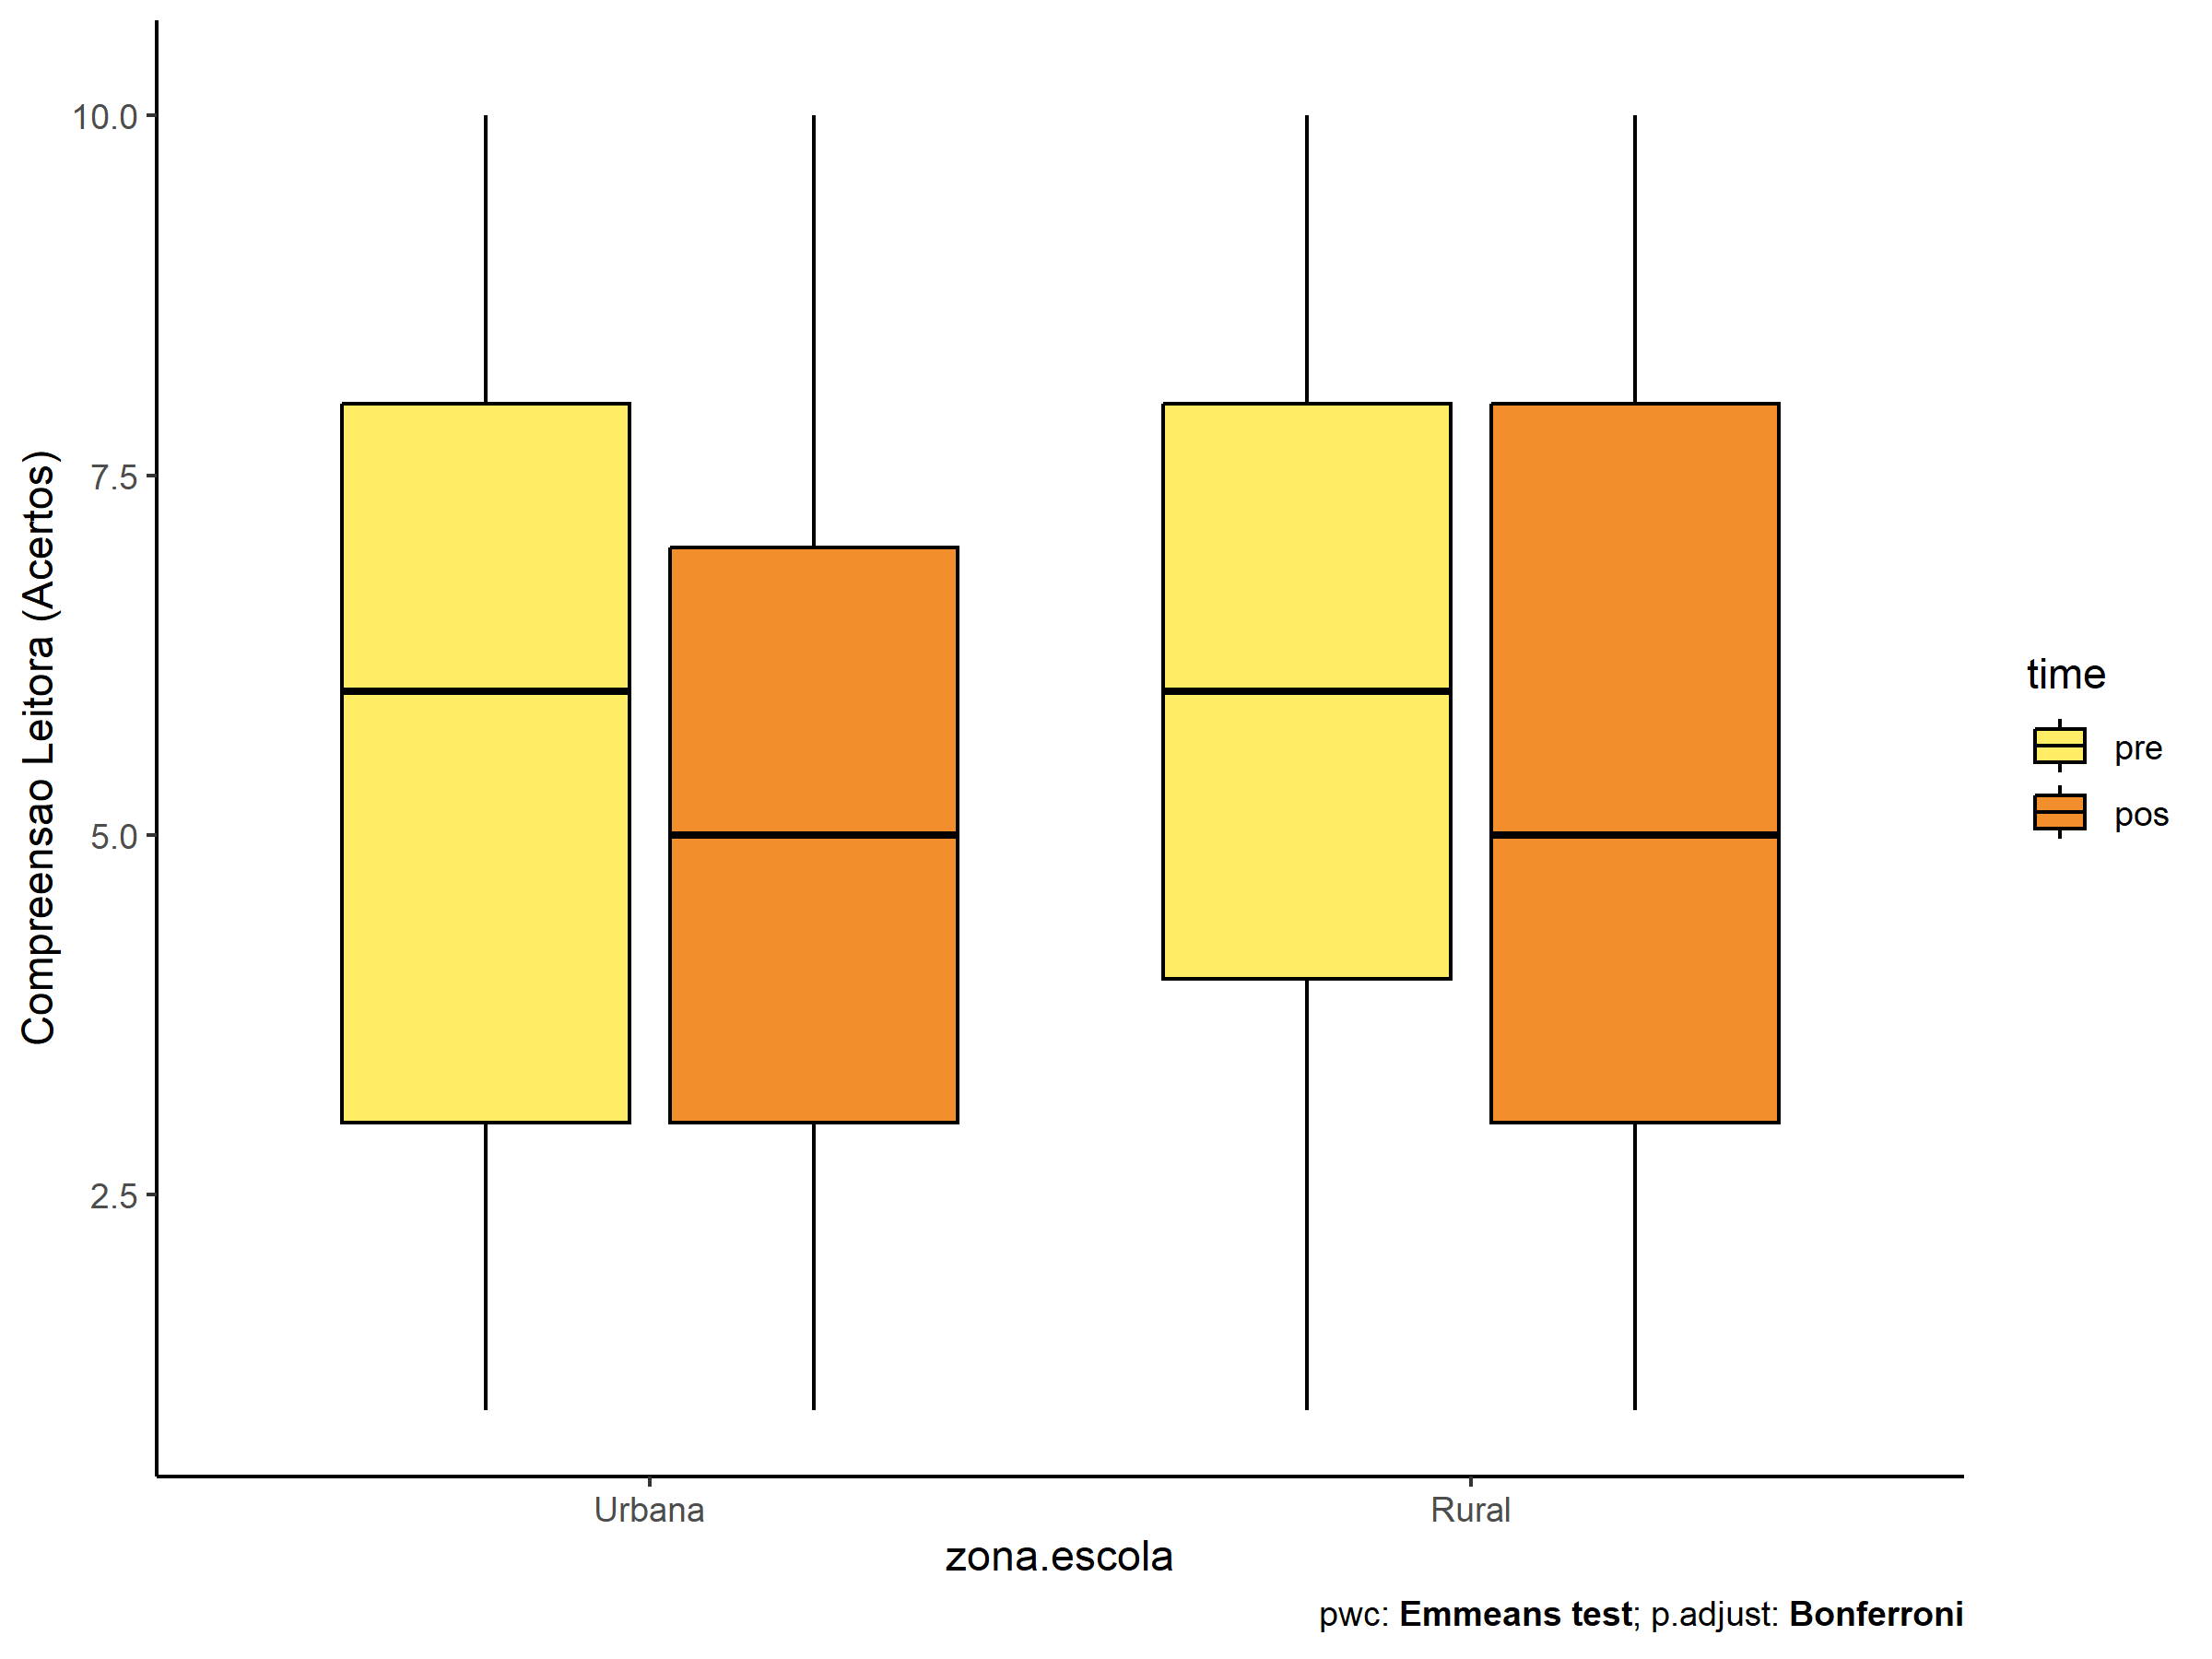 Compreensao Leitora (Acertos)
10.0
7.5
5.0
2.5
Urbana
Rural
zona.escola
time
pre
pos
pwc: Emmeans test; p.adjust: Bonferroni